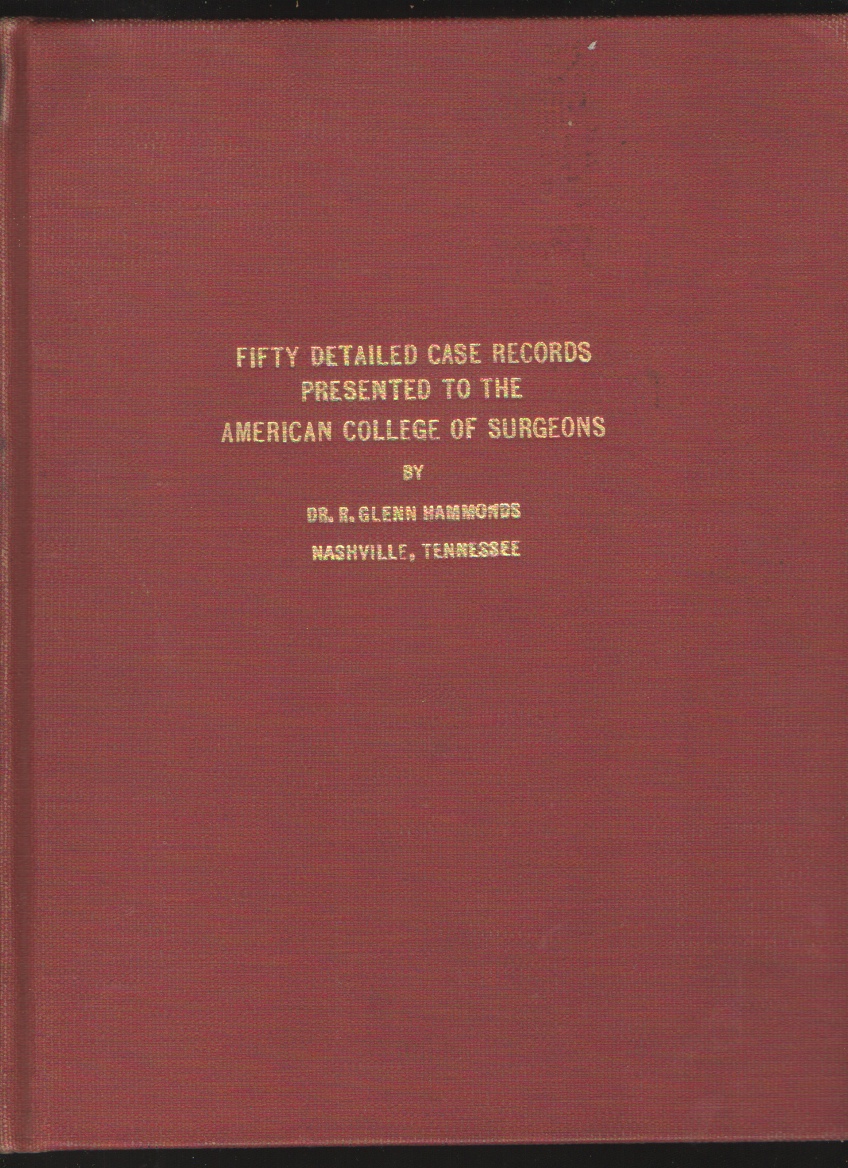 FIFTY DETAILED CASE RECORDS
PRESENTED TO THE
AMERICAN COLLEGE OF SURGEONS
BY
DR. R. GLENN HAMMONDS
NASHVILLE, TENNESSEE